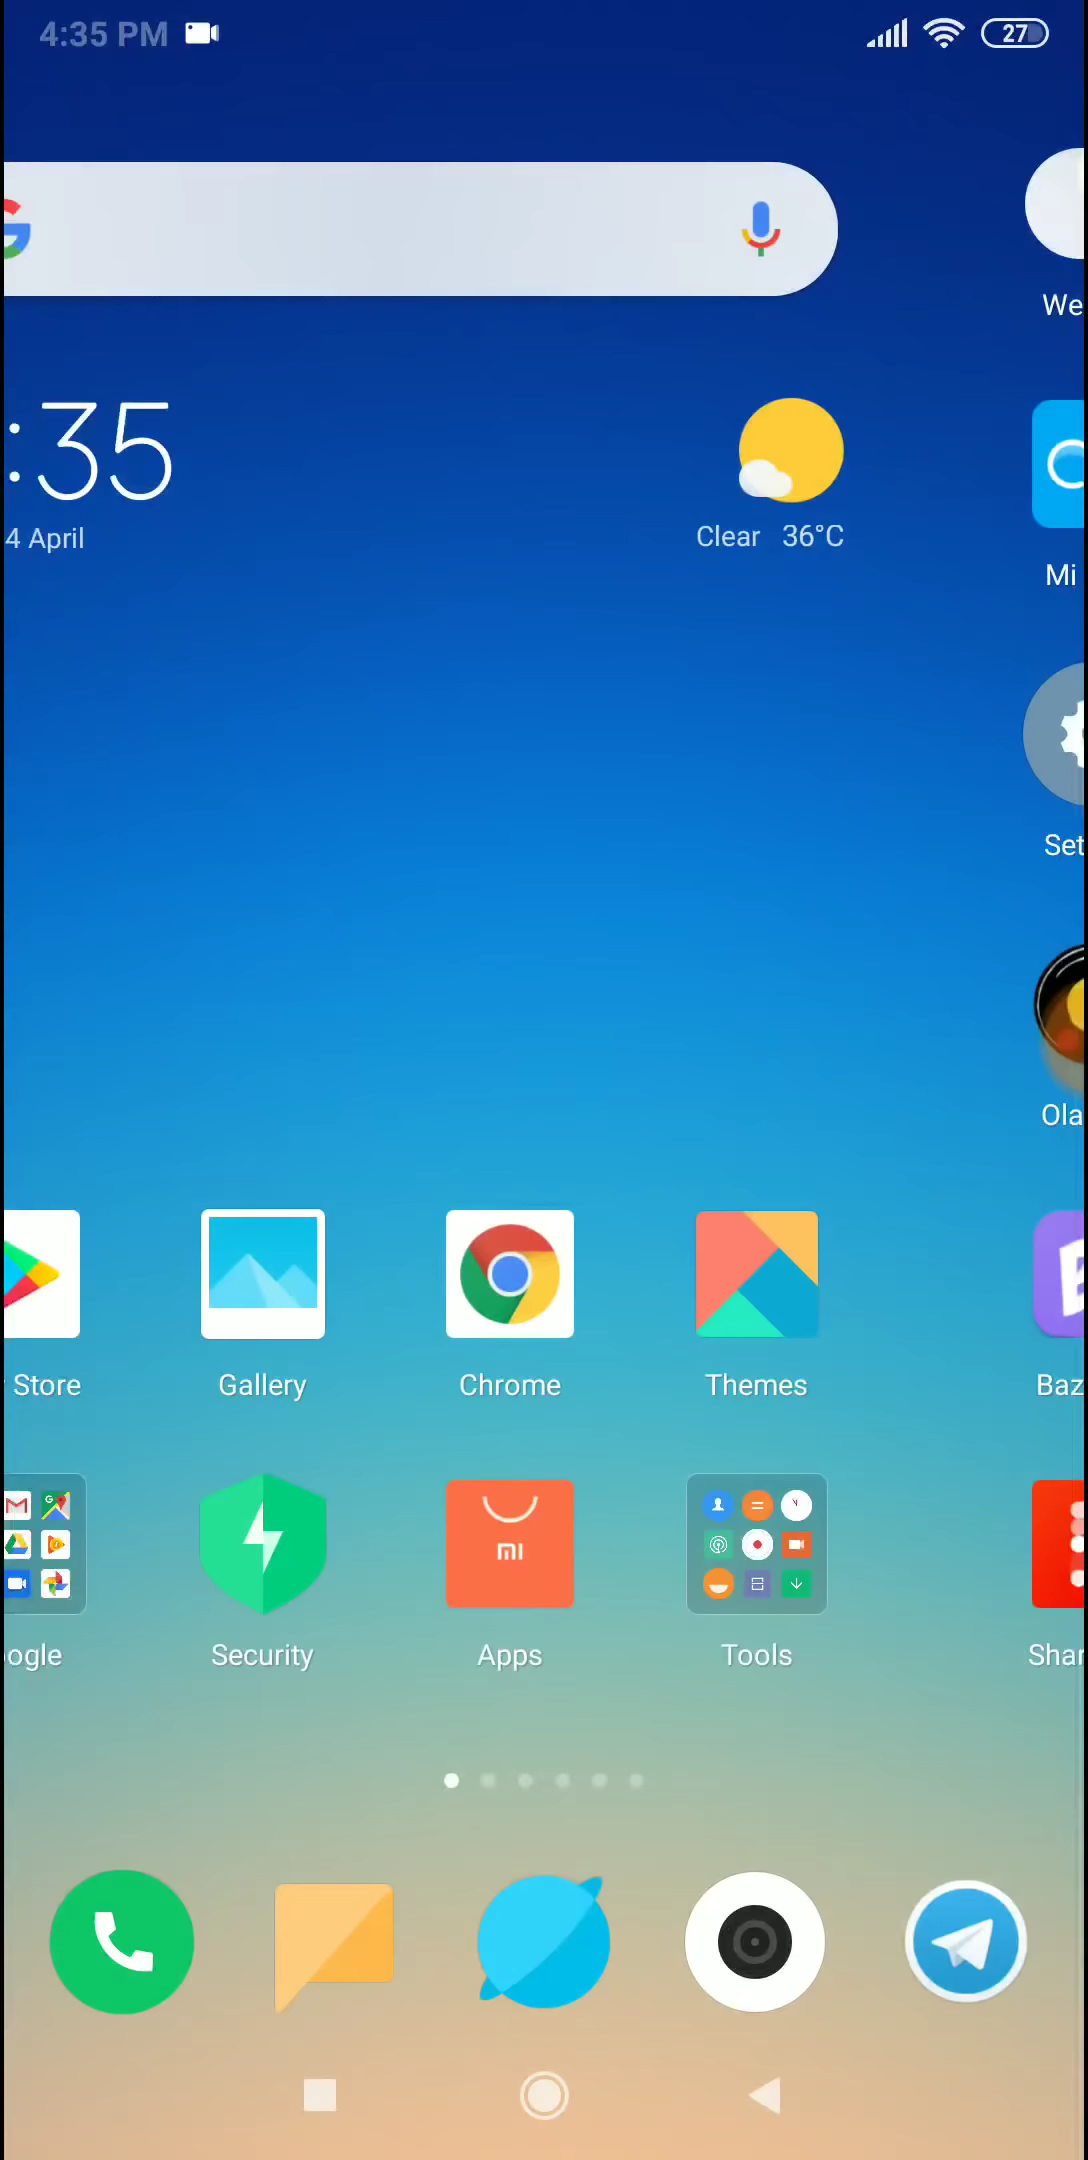 4:35 PM
27
We
:35
4 April
Clear 36°C
Mi
Set
Ola
Store
Gallery
Chrome
Themes
Baz
mi
ogle
Security
Apps
Tools
Shar